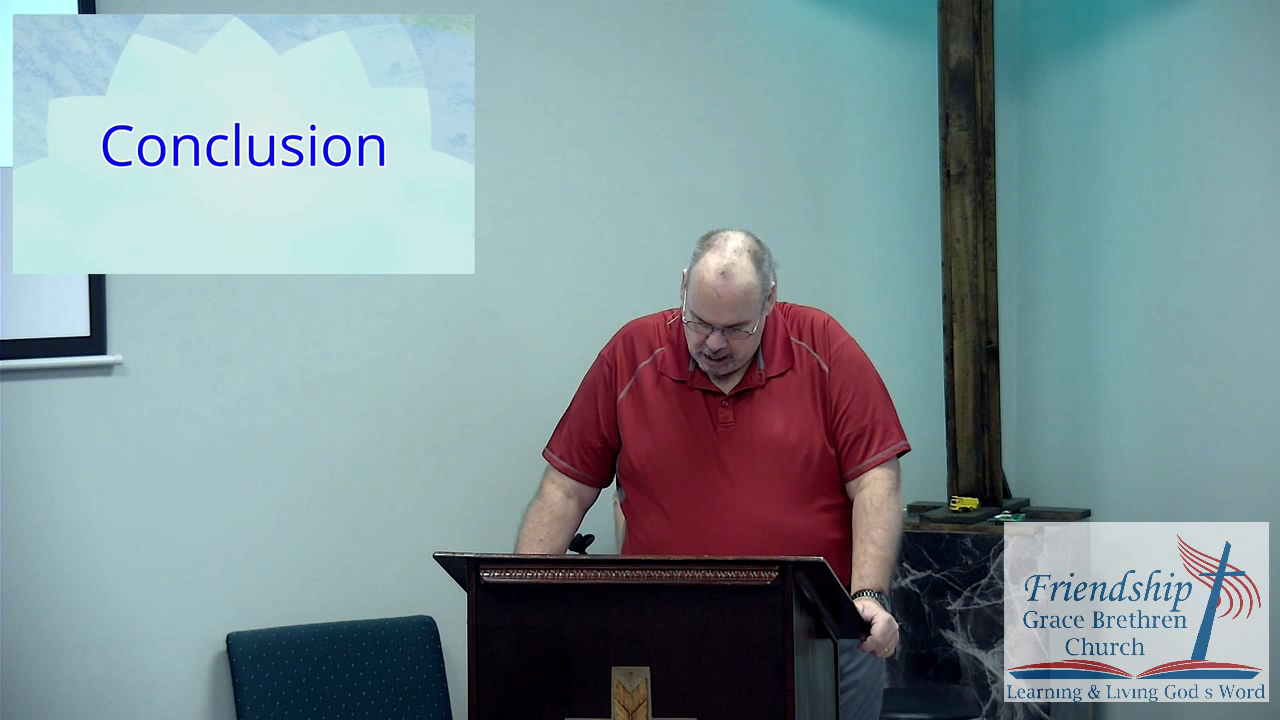 Conclusion
Friendship
Grace Brethren
Church
Learning & Living God s Word